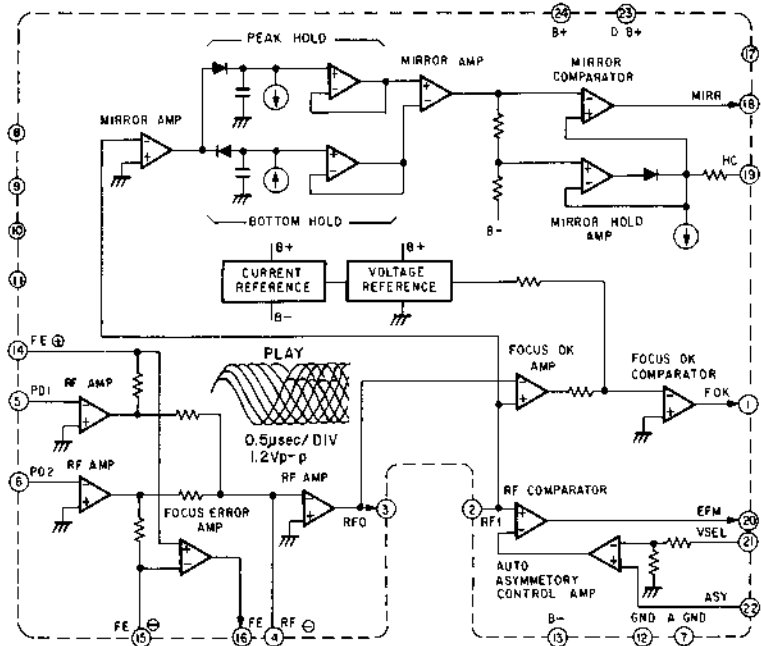 24
23
B+
D B+
PEAK HOLD
17
MIRROR AMP
MIRROR
COMPARATOR
MIRR
18
MIRROR AMP
8
HC
19
9
BOTTOM HOLD
B-
MIRROR HOLD
AMP
10
B+
B+
CURRENT
REFERENCE
VOLTAGE
REFERENCE
11
B-
FE ⊕
14
PLAY
FOCUS OK
AMP
FOCUS OK
COMPARATOR
RF AMP
5
PD1
FOK
1
0.5µsec/DIV
1.2Vp-p
RF AMP
6
PD2
RF AMP
FOCUS ERROR
AMP
RFO
3
2
RF1
RF COMPARATOR
EFM
20
VSEL
21
AUTO
ASYMMETORY
CONTROL AMP
ASY
22
FE ⊖
15
16
FE
RF ⊖
4
B-
13
GND
12
A GND
7